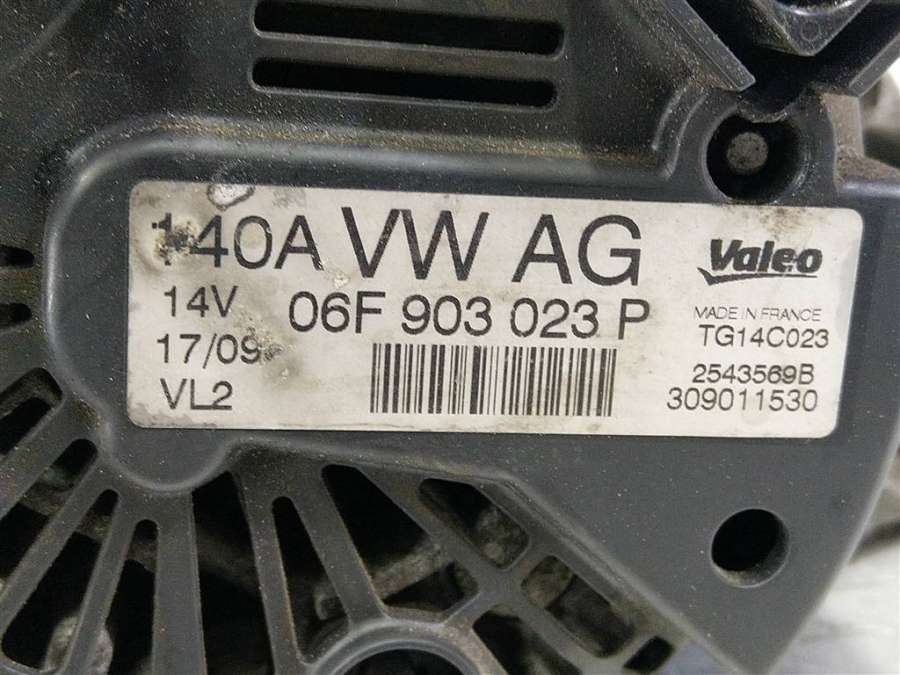 140A VW AG
Valeo
14V
06F 903 023 P
MADE IN FRANCE
TG14C023
17/09
VL2
2543569B
309011530